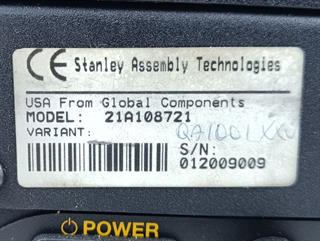 CE Stanley Assembly Technologies
USA From Global Components
MODEL: 21A108721
VARIANT:
S/N:
012009009
POWER